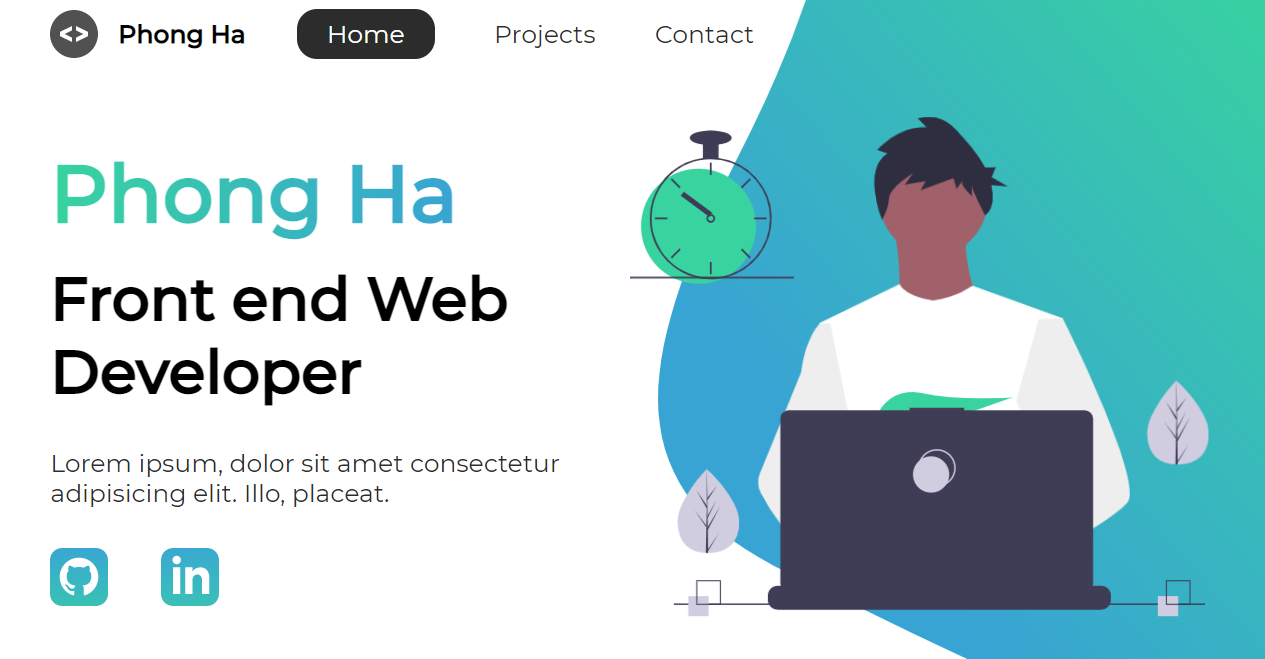 <> Phong Ha Home Projects Contact
Phong Ha
Front end Web
Developer
Lorem ipsum, dolor sit amet consectetur
adipisicing elit. Illo, placeat.
in